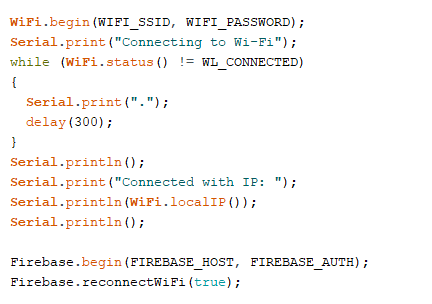 WiFi.begin(WIFI_SSID, WIFI_PASSWORD);
Serial.print("Connecting to Wi-Fi");
while (WiFi.status() != WL_CONNECTED)
{
  Serial.print(".");
  delay(300);
}
Serial.println();
Serial.print("Connected with IP: ");
Serial.println(WiFi.localIP());
Serial.println();

Firebase.begin(FIREBASE_HOST, FIREBASE_AUTH);
Firebase.reconnectWiFi(true);